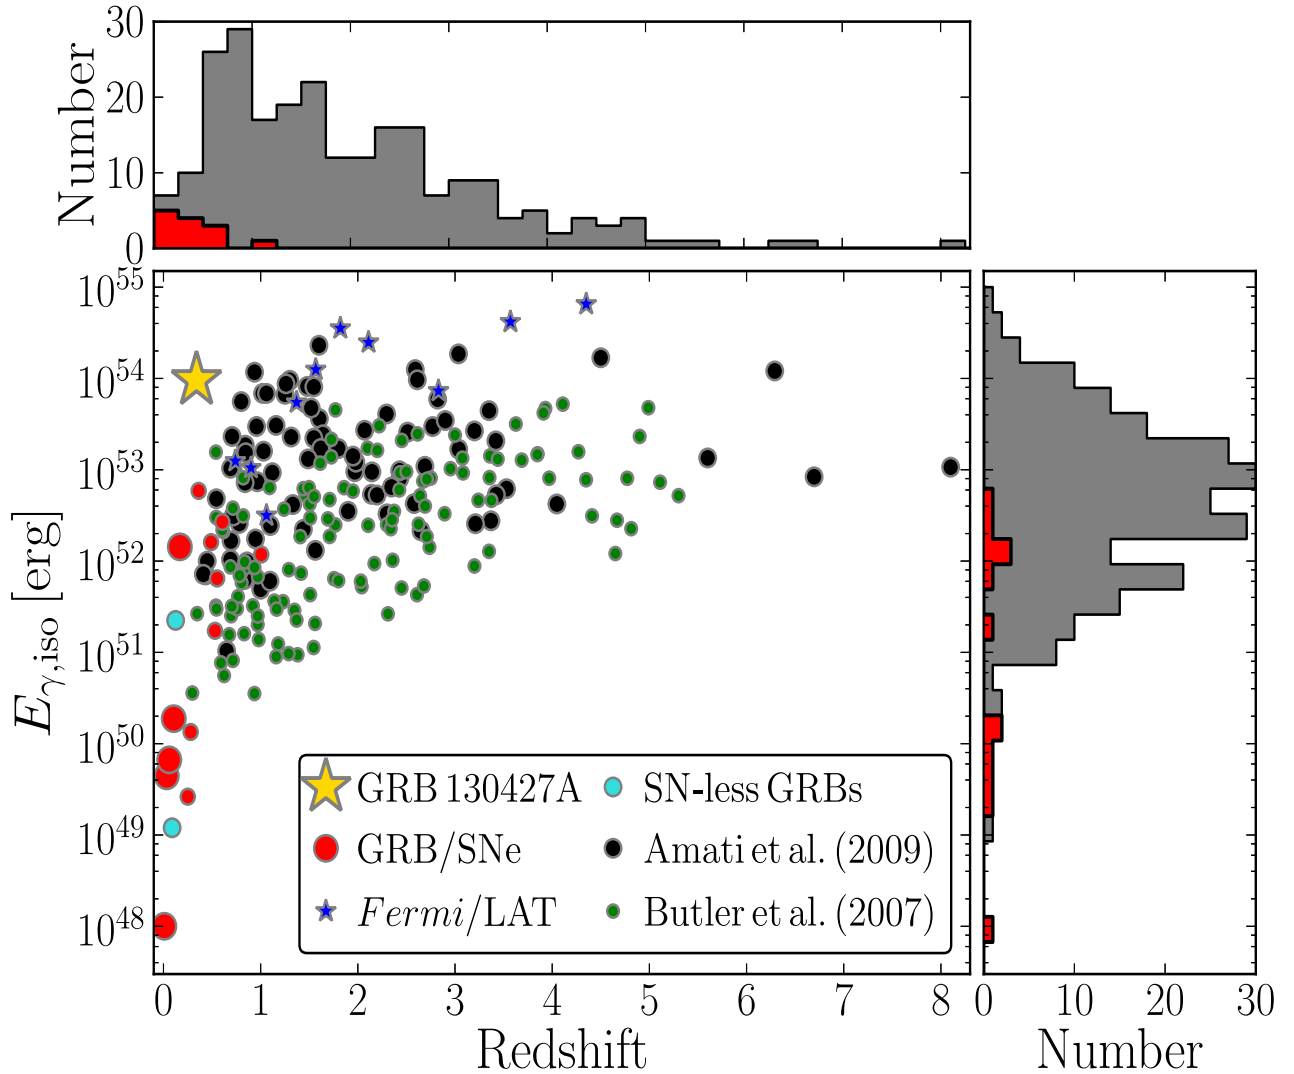 30
20
10
0
Number
10^55
10^54
10^53
10^52
10^51
10^50
10^49
10^48
E_γ,iso [erg]
GRB 130427A
GRB/SNe
Fermi/LAT
SN-less GRBs
Amati et al. (2009)
Butler et al. (2007)
0 1 2 3 4 5 6 7 8
Redshift
0 10 20 30
Number